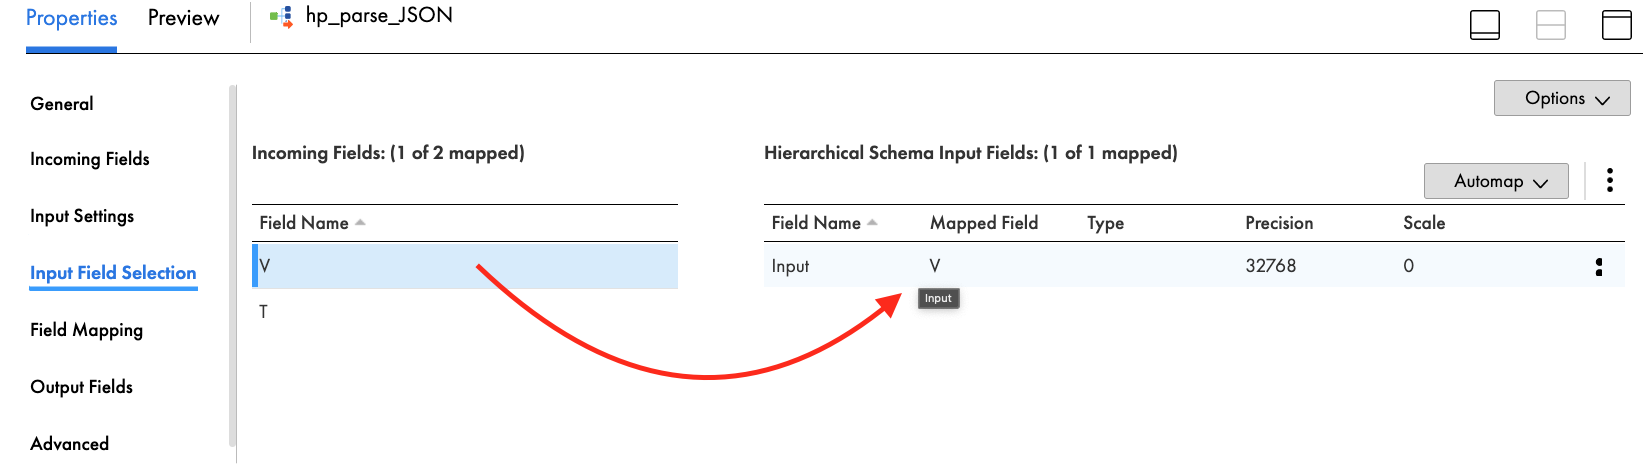 Properties Preview hp_parse_JSON
Options
General
Incoming Fields
Input Settings
Input Field Selection
Field Mapping
Output Fields
Advanced
Incoming Fields: (1 of 2 mapped)
Field Name
V
T
Hierarchical Schema Input Fields: (1 of 1 mapped)
Automap
Field Name Mapped Field Type Precision Scale
Input V 32768 0
Input